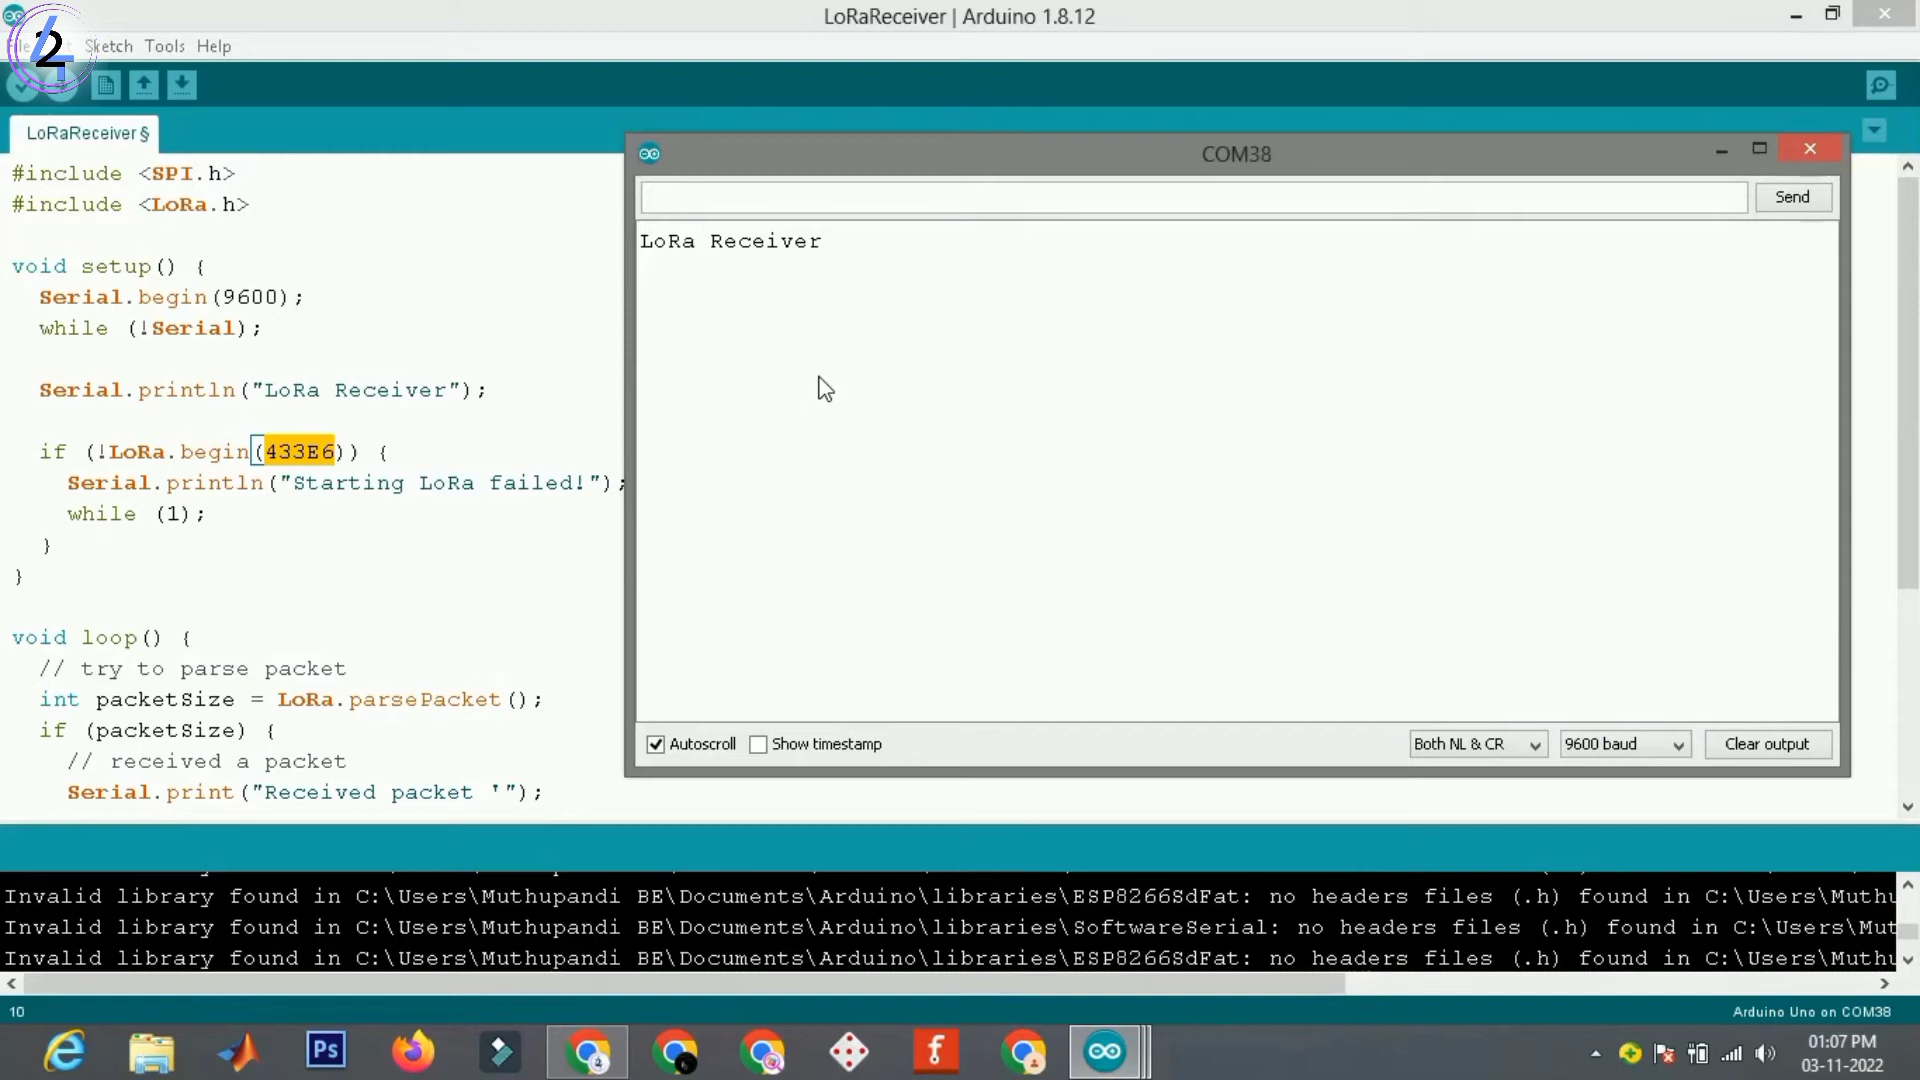 LoRaReceiver | Arduino 1.8.12
Sketch Tools Help
LoRaReceiver §
#include <SPI.h>
#include <LoRa.h>
void setup() {
Serial.begin(9600);
while (!Serial);
Serial.println("LoRa Receiver");
if (!LoRa.begin(433E6)) {
Serial.println("Starting LoRa failed!");
while (1);
}
}
void loop() {
// try to parse packet
int packetSize = LoRa.parsePacket();
if (packetSize) {
// received a packet
Serial.print("Received packet '");
COM38
Send
LoRa Receiver
Autoscroll Show timestamp
Both NL & CR 9600 baud Clear output
Invalid library found in C:\Users\Muthupandi BE\Documents\Arduino\libraries\ESP8266SdFat: no headers files (.h) found in C:\Users\Muthu
Invalid library found in C:\Users\Muthupandi BE\Documents\Arduino\libraries\SoftwareSerial: no headers files (.h) found in C:\Users\Mut
Invalid library found in C:\Users\Muthupandi BE\Documents\Arduino\libraries\ESP8266SdFat: no headers files (.h) found in C:\Users\Muthu
10
Arduino Uno on COM38
Ps
01:07 PM
03-11-2022